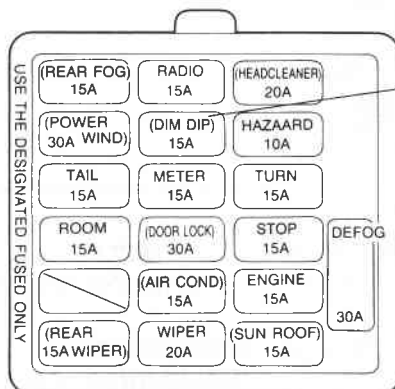 USE THE DESIGNATED FUSED ONLY
(REAR FOG)
15A
RADIO
15A
(HEADCLEANER)
20A
(POWER
30A WIND)
(DIM DIP)
15A
HAZAARD
10A
TAIL
15A
METER
15A
TURN
15A
ROOM
15A
(DOOR LOCK)
30A
STOP
15A
DEFOG
30A
(AIR COND)
15A
ENGINE
15A
(REAR
15A WIPER)
WIPER
20A
(SUN ROOF)
15A